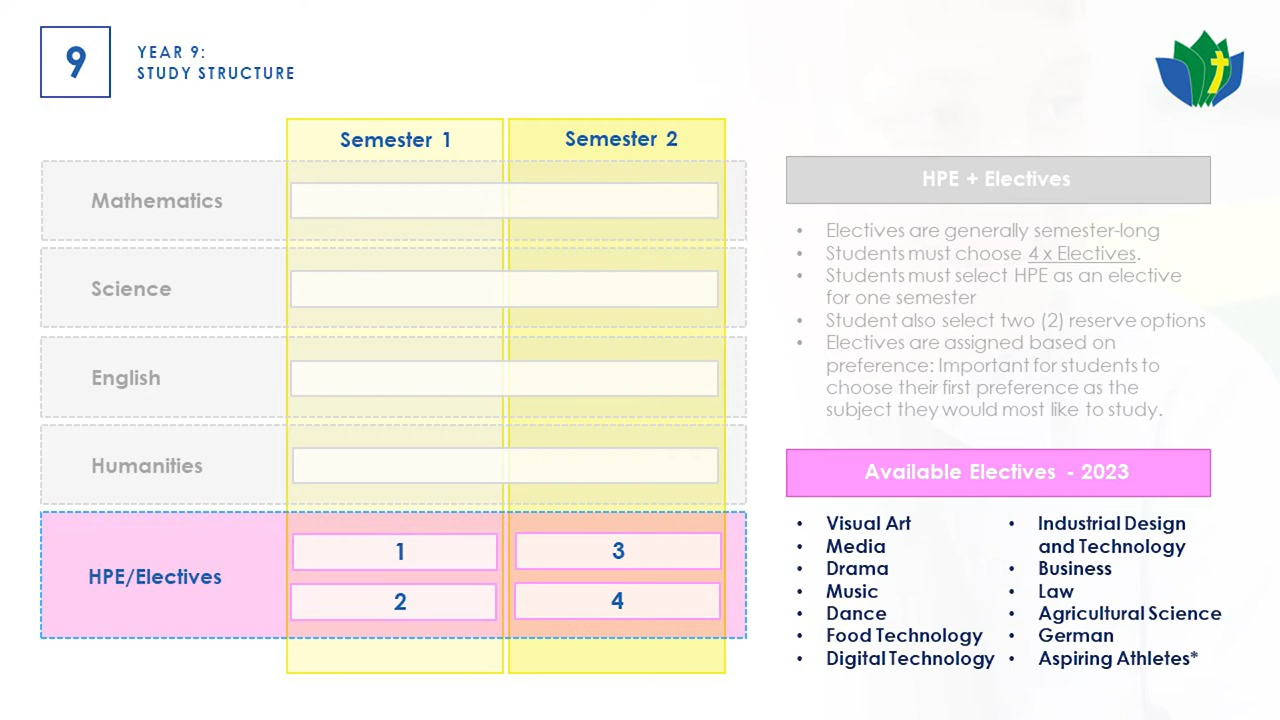 9
YEAR 9:
STUDY STRUCTURE
Semester 1
Semester 2
Mathematics
Science
English
Humanities
HPE/Electives
1
3
2
4
HPE + Electives
• Electives are generally semester-long
• Students must choose 4 x Electives.
• Students must select HPE as an elective
for one semester
• Student also select two (2) reserve options
• Electives are assigned based on
preference: Important for students to
choose their first preference as the
subject they would most like to study.
Available Electives - 2023
• Visual Art
• Media
• Drama
• Music
• Dance
• Food Technology
• Digital Technology
• Industrial Design
and Technology
• Business
• Law
• Agricultural Science
• German
• Aspiring Athletes*